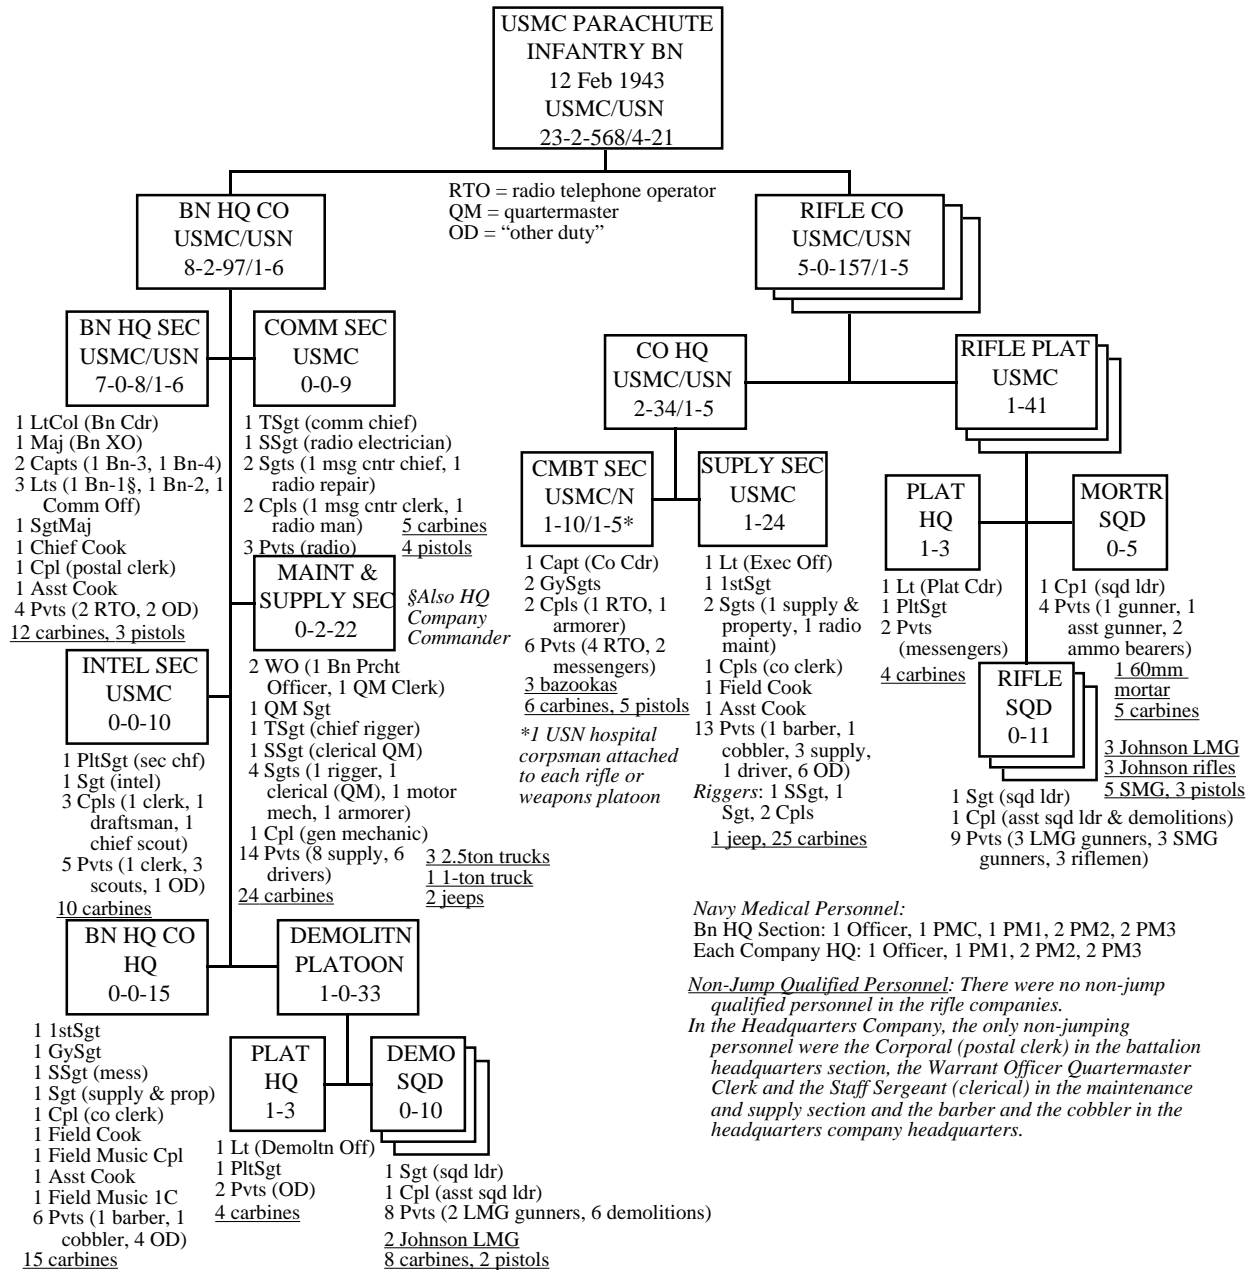 USMC PARACHUTE
INFANTRY BN
12 Feb 1943
USMC/USN
23-2-568/4-21
RTO = radio telephone operator
QM = quartermaster
OD = “other duty”
BN HQ CO
USMC/USN
8-2-97/1-6
RIFLE CO
USMC/USN
5-0-157/1-5
BN HQ SEC
USMC/USN
7-0-8/1-6
1 LtCol (Bn Cdr)
1 Maj (Bn XO)
2 Capts (1 Bn-3, 1 Bn-4)
3 Lts (1 Bn-1§, 1 Bn-2, 1
Comm Off)
1 SgtMaj
1 Chief Cook
1 Cpl (postal clerk)
1 Asst Cook
4 Pvts (2 RTO, 2 OD)
12 carbines, 3 pistols
COMM SEC
USMC
0-0-9
1 TSgt (comm chief)
1 SSgt (radio electrician)
2 Sgts (1 msg cntr chief, 1
radio repair)
2 Cpls (1 msg cntr clerk, 1
radio man)
3 Pvts (radio)
5 carbines
4 pistols
MAINT &
SUPPLY SEC
0-2-22
§Also HQ
Company
Commander
2 WO (1 Bn Prcht
Officer, 1 QM Clerk)
1 QM Sgt
1 TSgt (chief rigger)
1 SSgt (clerical QM)
4 Sgts (1 rigger, 1
clerical (QM), 1 motor
mech, 1 armorer)
1 Cpl (gen mechanic)
14 Pvts (8 supply, 6
drivers)
24 carbines
3 2.5ton trucks
1 1-ton truck
2 jeeps
INTEL SEC
USMC
0-0-10
1 PltSgt (sec chf)
1 Sgt (intel)
3 Cpls (1 clerk, 1
draftsman, 1
chief scout)
5 Pvts (1 clerk, 3
scouts, 1 OD)
10 carbines
BN HQ CO
HQ
0-0-15
1 1stSgt
1 GySgt
1 SSgt (mess)
1 Sgt (supply & prop)
1 Cpl (co clerk)
1 Field Cook
1 Field Music Cpl
1 Asst Cook
1 Field Music 1C
6 Pvts (1 barber, 1
cobbler, 4 OD)
15 carbines
DEMOLITN
PLATOON
1-0-33
PLAT
HQ
1-3
1 Lt (Demoltn Off)
1 PltSgt
2 Pvts (OD)
4 carbines
DEMO
SQD
0-10
1 Sgt (sqd ldr)
1 Cpl (asst sqd ldr)
8 Pvts (2 LMG gunners, 6 demolitions)
2 Johnson LMG
8 carbines, 2 pistols
CO HQ
USMC/USN
2-34/1-5
CMBT SEC
USMC/N
1-10/1-5*
1 Capt (Co Cdr)
2 GySgts
2 Cpls (1 RTO, 1
armorer)
6 Pvts (4 RTO, 2
messengers)
3 bazookas
6 carbines, 5 pistols
*1 USN hospital
corpsman attached
to each rifle or
weapons platoon
SUPLY SEC
USMC
1-24
1 Lt (Exec Off)
1 1stSgt
2 Sgts (1 supply &
property, 1 radio
maint)
1 Cpls (co clerk)
1 Field Cook
1 Asst Cook
13 Pvts (1 barber, 1
cobbler, 3 supply,
1 driver, 6 OD)
Riggers: 1 SSgt, 1
Sgt, 2 Cpls
1 jeep, 25 carbines
RIFLE PLAT
USMC
1-41
PLAT
HQ
1-3
1 Lt (Plat Cdr)
1 PltSgt
2 Pvts
(messengers)
4 carbines
MORTR
SQD
0-5
1 Cp1 (sqd ldr)
4 Pvts (1 gunner, 1
asst gunner, 2
ammo bearers)
1 60mm
mortar
5 carbines
RIFLE
SQD
0-11
3 Johnson LMG
3 Johnson rifles
5 SMG, 3 pistols
1 Sgt (sqd ldr)
1 Cpl (asst sqd ldr & demolitions)
9 Pvts (3 LMG gunners, 3 SMG
gunners, 3 riflemen)
Navy Medical Personnel:
Bn HQ Section: 1 Officer, 1 PMC, 1 PM1, 2 PM2, 2 PM3
Each Company HQ: 1 Officer, 1 PM1, 2 PM2, 2 PM3
Non-Jump Qualified Personnel: There were no non-jump
qualified personnel in the rifle companies.
In the Headquarters Company, the only non-jumping
personnel were the Corporal (postal clerk) in the battalion
headquarters section, the Warrant Officer Quartermaster
Clerk and the Staff Sergeant (clerical) in the maintenance
and supply section and the barber and the cobbler in the
headquarters company headquarters.